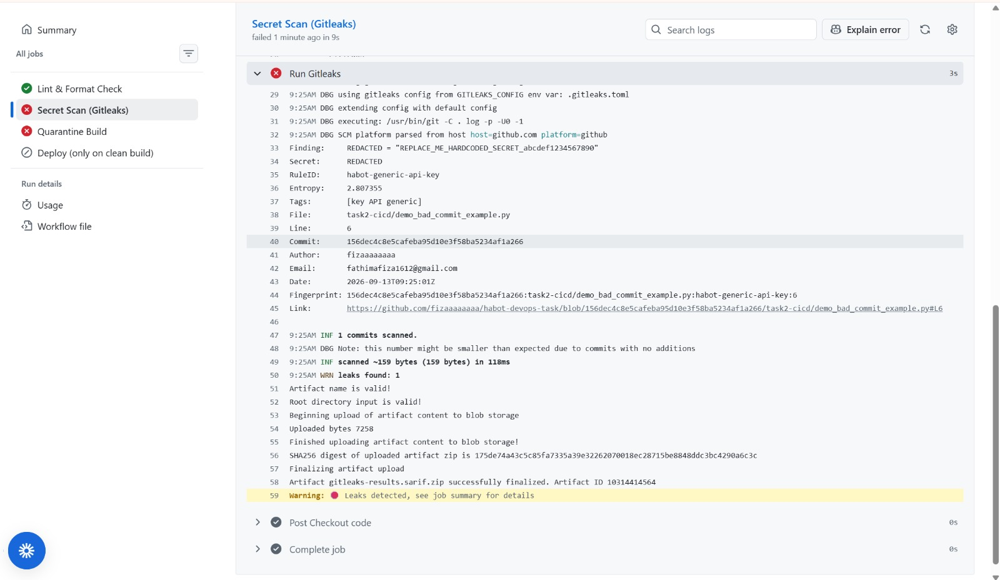 Summary
All jobs
Lint & Format Check
Secret Scan (Gitleaks)
Quarantine Build
Deploy (only on clean build)
Run details
Usage
Workflow file
Secret Scan (Gitleaks)
failed 1 minute ago in 9s
Search logs
Explain error
Run Gitleaks 3s
29 9:25AM DBG using gitleaks config from GITLEAKS_CONFIG env var: .gitleaks.toml
30 9:25AM DBG extending config with default config
31 9:25AM DBG executing: /usr/bin/git -C . log -p -U0 -1
32 9:25AM DBG SCM platform parsed from host host=github.com platform=github
33 Finding: REDACTED = "REPLACE_ME_HARDCODED_SECRET_abcdef1234567890"
34 Secret: REDACTED
35 RuleID: habot-generic-api-key
36 Entropy: 2.807355
37 Tags: [key API generic]
38 File: task2-cicd/demo_bad_commit_example.py
39 Line: 6
40 Commit: 156dec4c8e5cafeba95d10e3f58ba5234af1a266
41 Author: fizaaaaaaaa
42 Email: fathimafiza1612@gmail.com
43 Date: 2026-09-13T09:25:01Z
44 Fingerprint: 156dec4c8e5cafeba95d10e3f58ba5234af1a266:task2-cicd/demo_bad_commit_example.py:habot-generic-api-key:6
45 Link: https://github.com/fizaaaaaaaa/habot-devops-task/blob/156dec4c8e5cafeba95d10e3f58ba5234af1a266/task2-cicd/demo_bad_commit_example.py#L6
46
47 9:25AM INF 1 commits scanned.
48 9:25AM DBG Note: this number might be smaller than expected due to commits with no additions
49 9:25AM INF scanned ~159 bytes (159 bytes) in 118ms
50 9:25AM WRN leaks found: 1
51 Artifact name is valid!
52 Root directory input is valid!
53 Beginning upload of artifact content to blob storage
54 Uploaded bytes 7258
55 Finished uploading artifact content to blob storage!
56 SHA256 digest of uploaded artifact zip is 175de74a43c5c85fa7335a39e32262070018ec28715be8848ddc3bc4290a6c3c
57 Finalizing artifact upload
58 Artifact gitleaks-results.sarif.zip successfully finalized. Artifact ID 10314414564
59 Warning: 🛑 Leaks detected, see job summary for details
Post Checkout code 0s
Complete job 0s